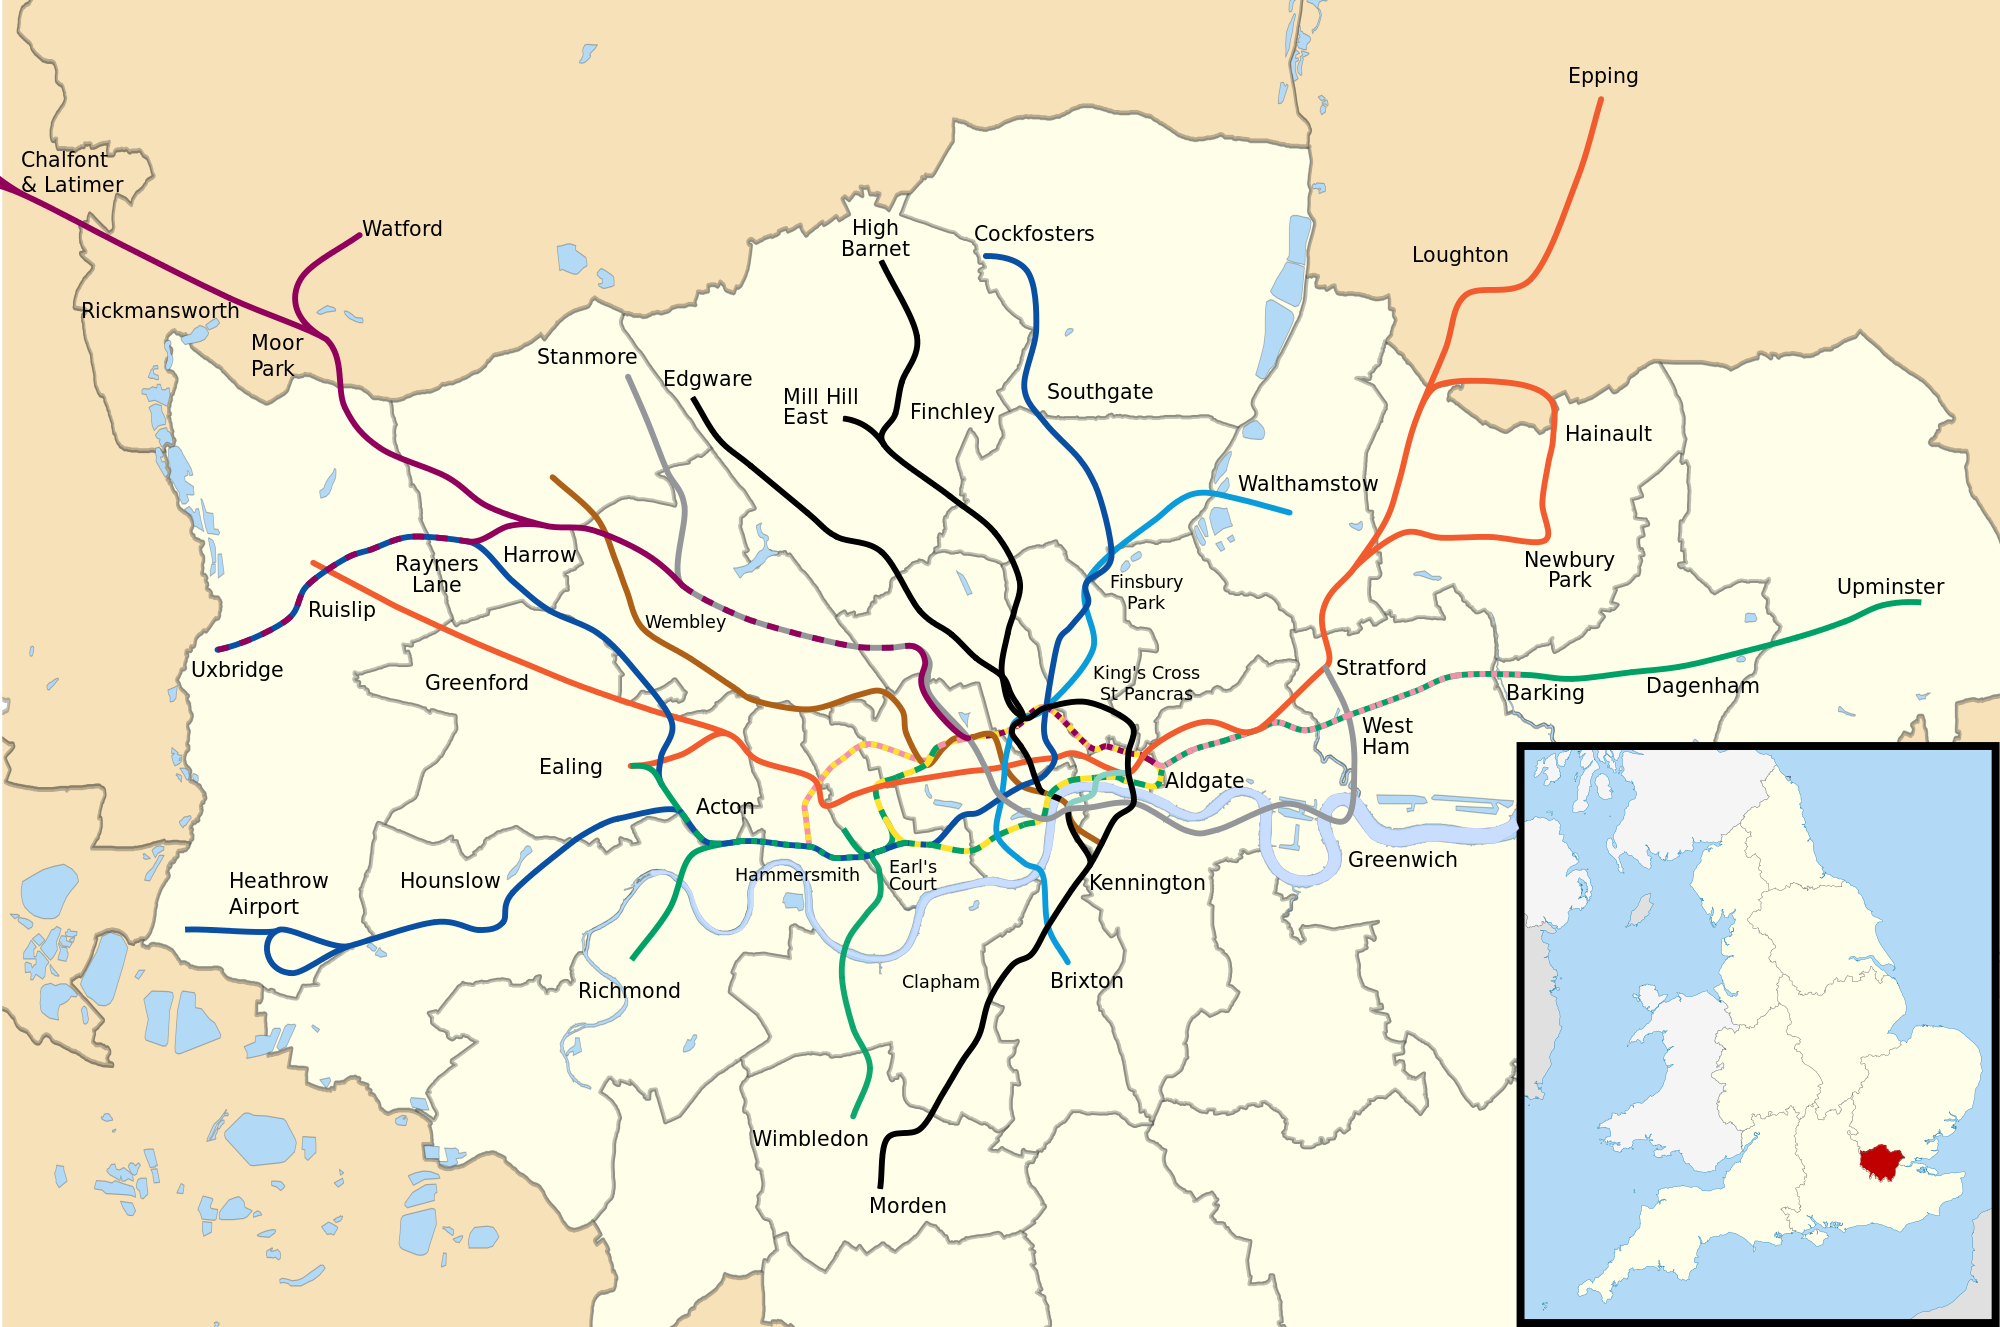 Epping
Chalfont
& Latimer
Watford
High
Barnet
Cockfosters
Loughton
Rickmansworth
Moor
Park
Stanmore
Edgware
Mill Hill
East
Finchley
Southgate
Hainault
Walthamstow
Rayners
Lane
Harrow
Newbury
Park
Finsbury
Park
Upminster
Ruislip
Wembley
Uxbridge
Greenford
King's Cross
St Pancras
Stratford
Barking
Dagenham
West
Ham
Ealing
Acton
Aldgate
Hammersmith
Earl's
Court
Greenwich
Heathrow
Airport
Hounslow
Kennington
Richmond
Clapham
Brixton
Wimbledon
Morden